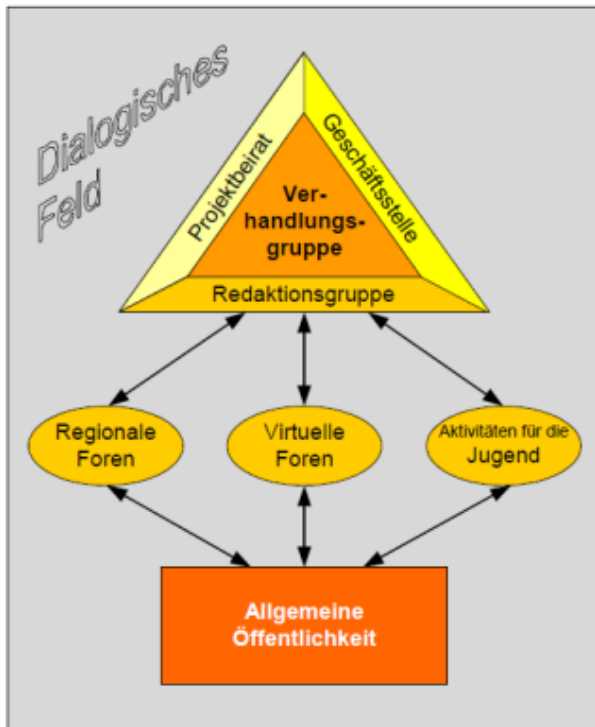 Dialogisches
Feld
Projektbeirat
Geschäftsstelle
Ver-
handlungs-
gruppe
Redaktionsgruppe
Regionale
Foren
Virtuelle
Foren
Aktivitäten für die
Jugend
Allgemeine
Öffentlichkeit